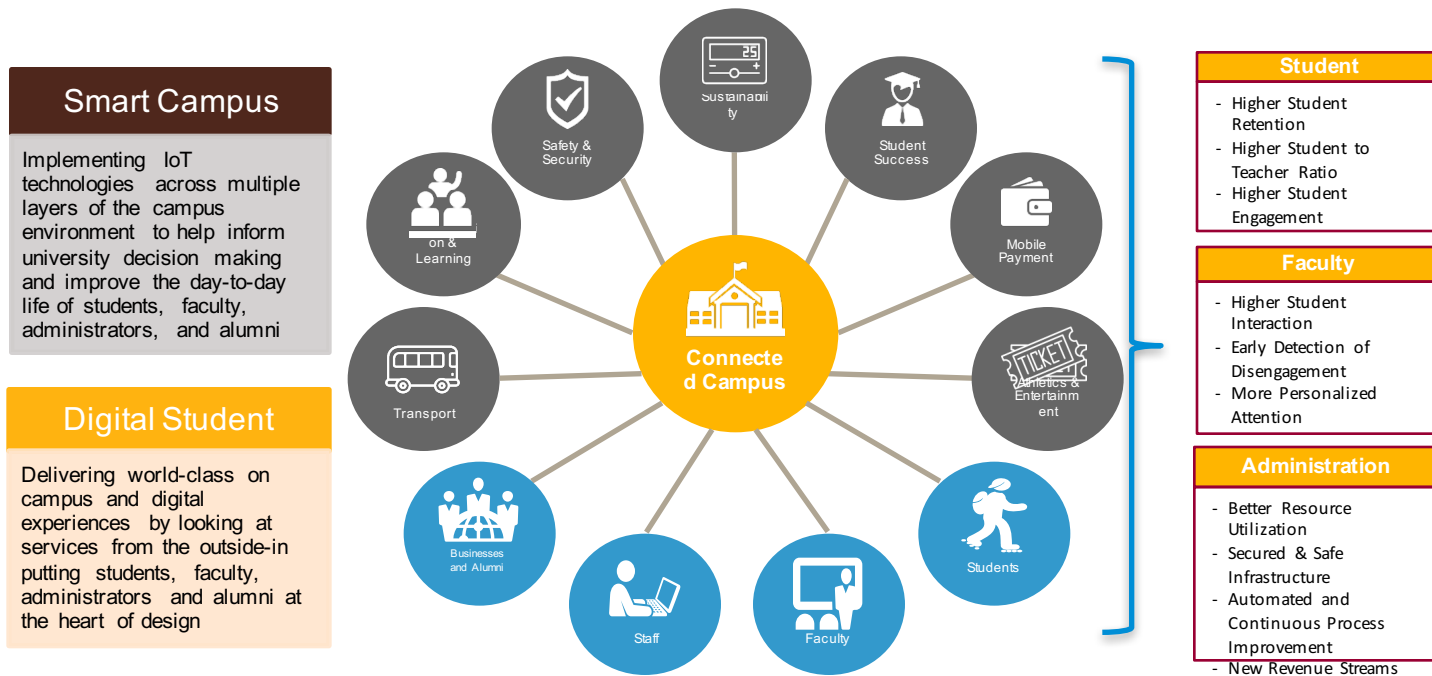 Smart Campus
Implementing IoT
technologies across multiple
layers of the campus
environment to help inform
university decision making
and improve the day-to-day
life of students, faculty,
administrators, and alumni
Digital Student
Delivering world-class on
campus and digital
experiences by looking at
services from the outside-in
putting students, faculty,
administrators and alumni at
the heart of design
25
Sustainabili
ty
Safety &
Security
Student
Success
on &
Learning
Mobile
Payment
Connecte
d Campus
Transport
TICKET
Athletics &
Entertainm
ent
Businesses
and Alumni
Students
Staff
Faculty
Student
- Higher Student
Retention
- Higher Student to
Teacher Ratio
- Higher Student
Engagement
Faculty
- Higher Student
Interaction
- Early Detection of
Disengagement
- More Personalized
Attention
Administration
- Better Resource
Utilization
- Secured & Safe
Infrastructure
- Automated and
Continuous Process
Improvement
- New Revenue Streams